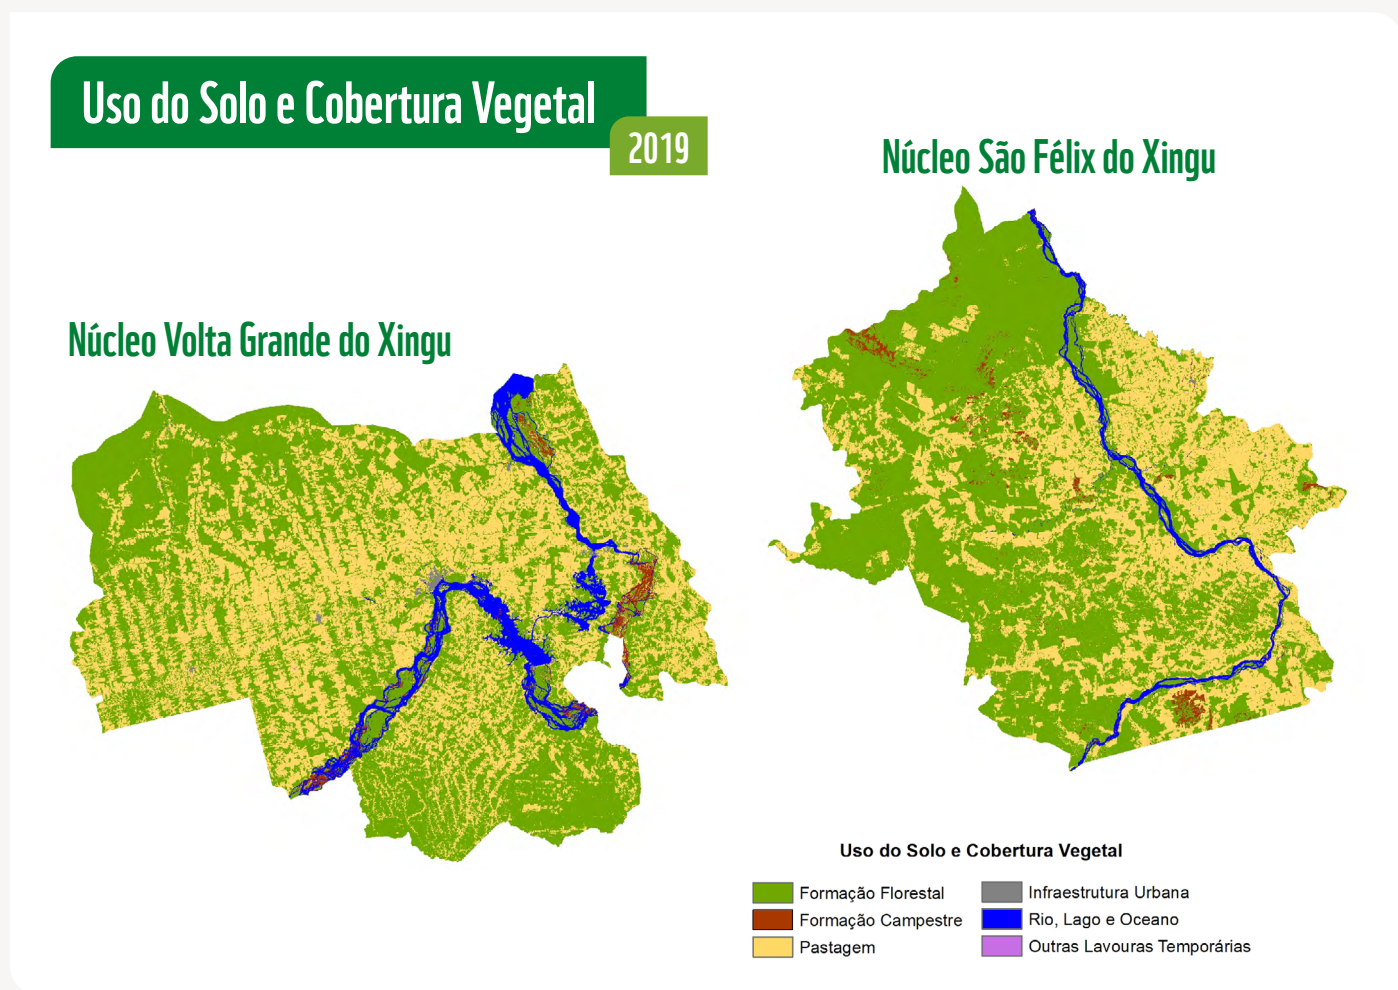 Uso do Solo e Cobertura Vegetal
2019
Núcleo São Félix do Xingu
Núcleo Volta Grande do Xingu
Uso do Solo e Cobertura Vegetal
Formação Florestal
Formação Campestre
Pastagem
Infraestrutura Urbana
Rio, Lago e Oceano
Outras Lavouras Temporárias